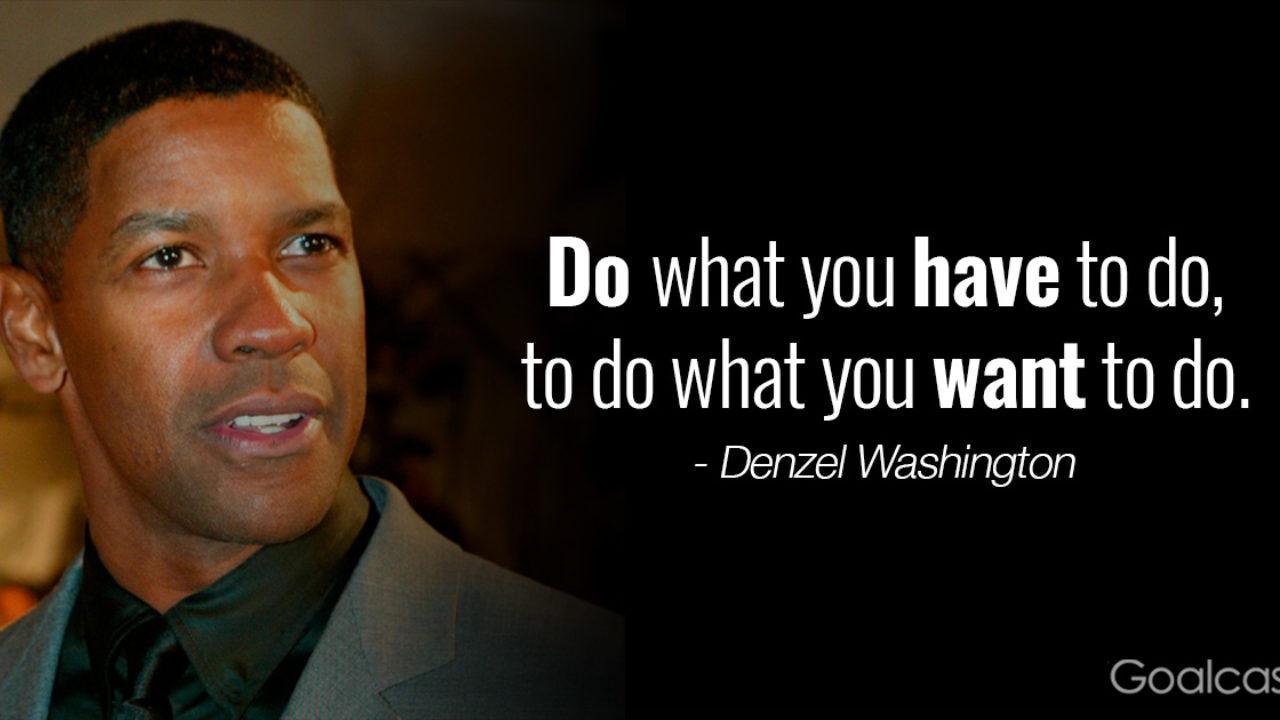 Do what you have to do,
to do what you want to do.
- Denzel Washington
Goalcas